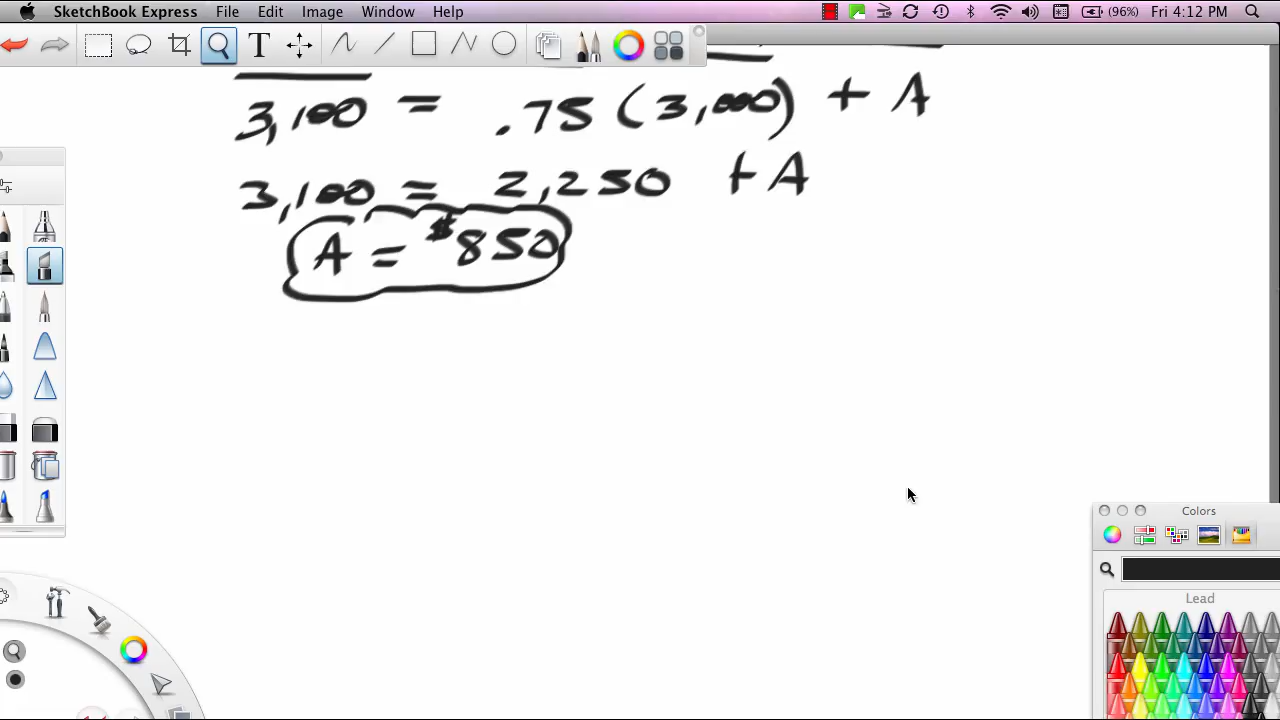 SketchBook Express File Edit Image Window Help (96%) Fri 4:12 PM
T
3,100 = .75 (3,000) + A
3,100 = 2,250 + A
A = $850
Colors
Lead